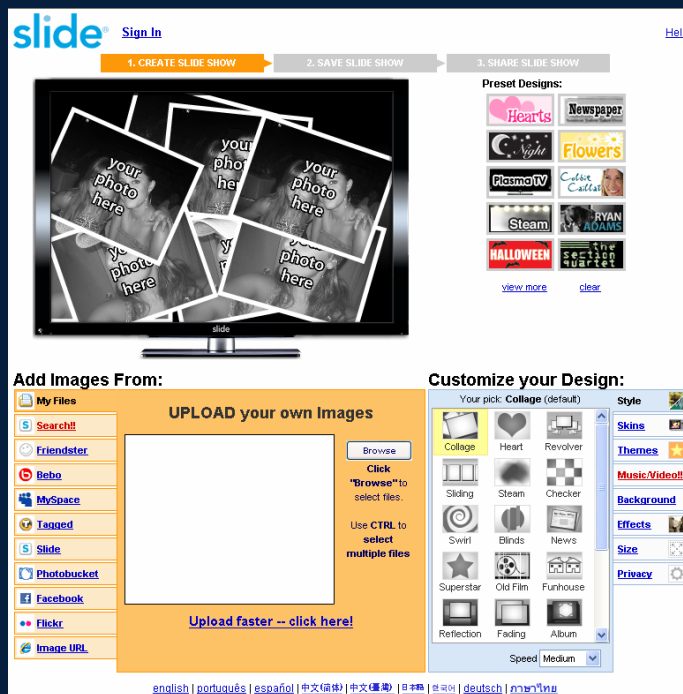 slide® Sign In Hel
1. CREATE SLIDE SHOW 2. SAVE SLIDE SHOW 3. SHARE SLIDE SHOW
Preset Designs:
Hearts Newspaper
Night Flowers
Plasma TV Colbie Caillat
Steam RYAN ADAMS
HALLOWEEN the section quartet
view more clear
your photo here
your photo here
your photo here
your photo here
your photo here
slide
Add Images From:
My Files
Search!!
Friendster
Bebo
MySpace
Tagged
Slide
Photobucket
Facebook
Flickr
Image URL
UPLOAD your own Images
Browse
Click
"Browse" to
select files.
Use CTRL to
select
multiple files
Upload faster -- click here!
Customize your Design:
Your pick: Collage (default)
Collage Heart Revolver
Sliding Steam Checker
Swirl Blinds News
Superstar Old Film Funhouse
Reflection Fading Album
Speed Medium
Style
Skins
Themes
Music/Video!!
Background
Effects
Size
Privacy
english | português | español | 中文(简体) | 中文(臺灣) | 日本語 | 한국어 | deutsch | ภาษาไทย